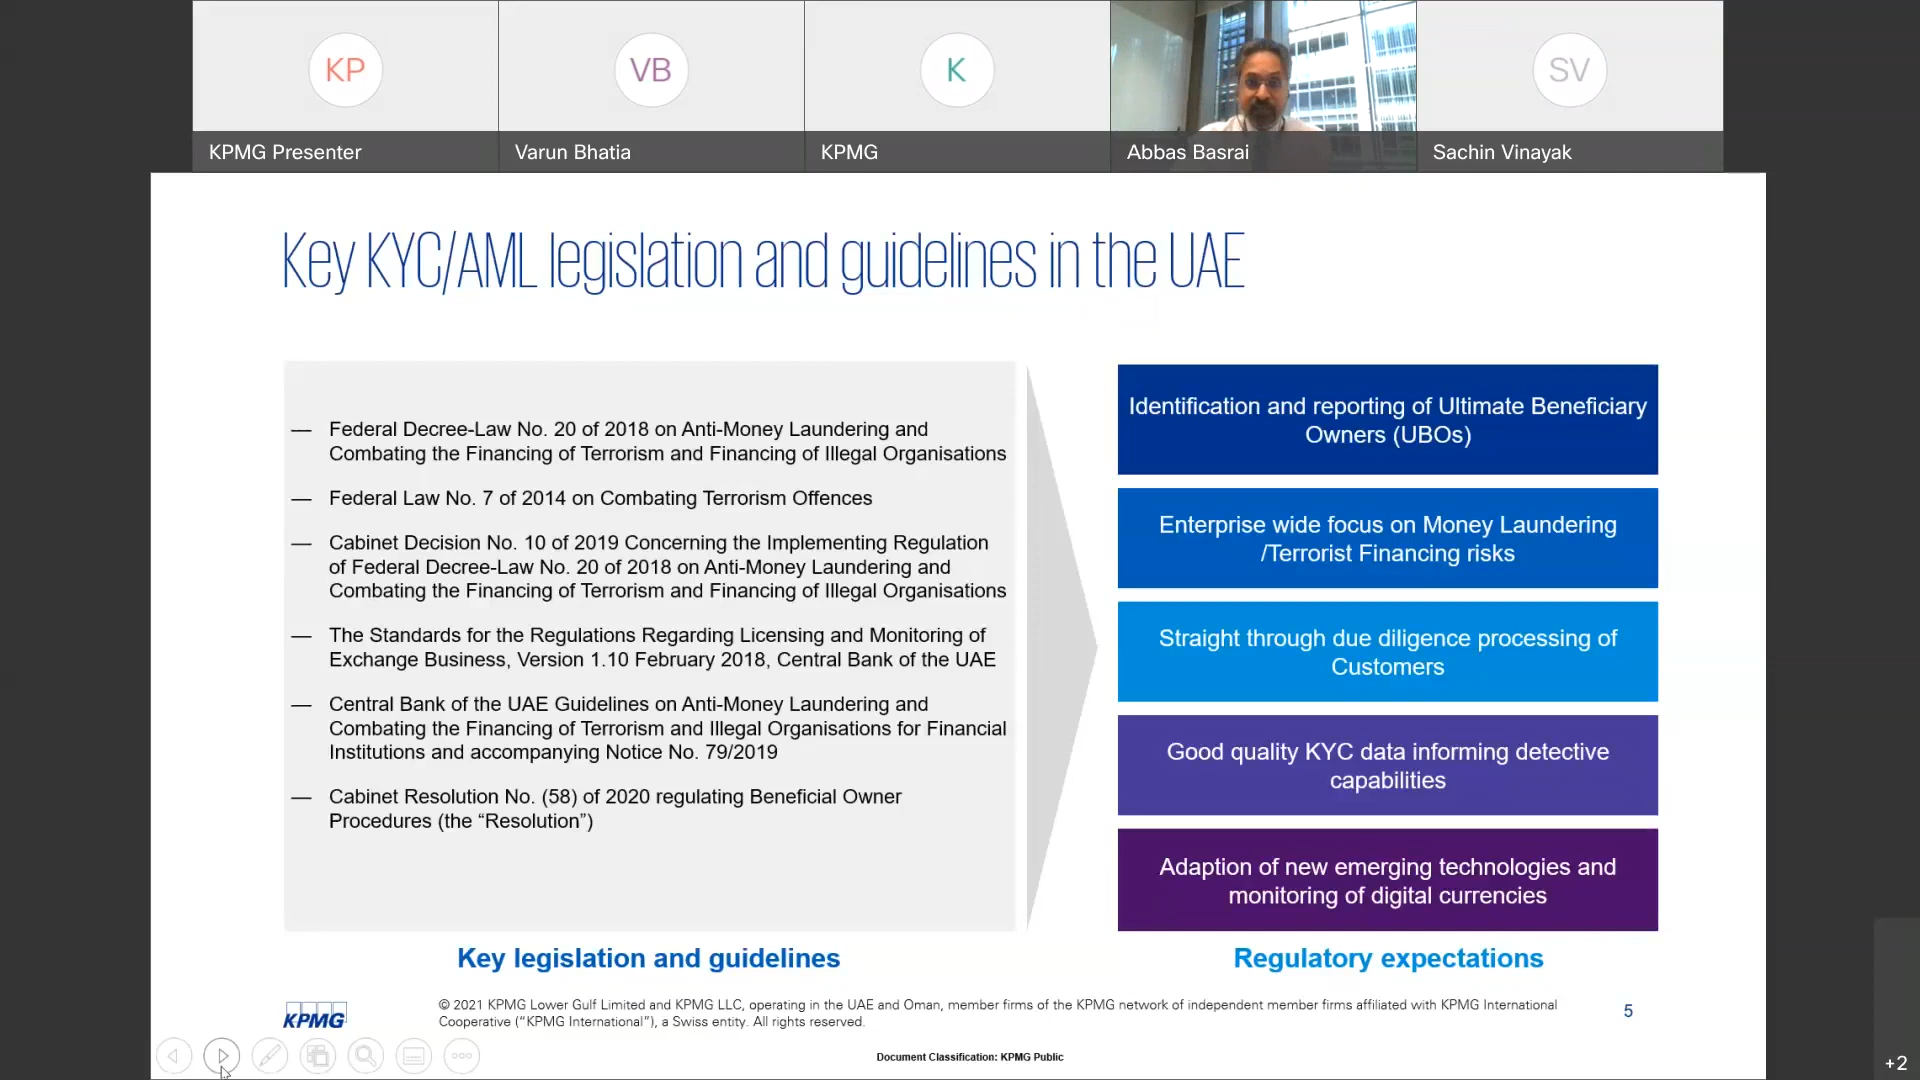 KP
VB
K
SV
KPMG Presenter
Varun Bhatia
KPMG
Abbas Basrai
Sachin Vinayak
Key KYC/AML legislation and guidelines in the UAE
— Federal Decree-Law No. 20 of 2018 on Anti-Money Laundering and
Combating the Financing of Terrorism and Financing of Illegal Organisations
— Federal Law No. 7 of 2014 on Combating Terrorism Offences
— Cabinet Decision No. 10 of 2019 Concerning the Implementing Regulation
of Federal Decree-Law No. 20 of 2018 on Anti-Money Laundering and
Combating the Financing of Terrorism and Financing of Illegal Organisations
— The Standards for the Regulations Regarding Licensing and Monitoring of
Exchange Business, Version 1.10 February 2018, Central Bank of the UAE
— Central Bank of the UAE Guidelines on Anti-Money Laundering and
Combating the Financing of Terrorism and Illegal Organisations for Financial
Institutions and accompanying Notice No. 79/2019
— Cabinet Resolution No. (58) of 2020 regulating Beneficial Owner
Procedures (the “Resolution”)
Key legislation and guidelines
Identification and reporting of Ultimate Beneficiary
Owners (UBOs)
Enterprise wide focus on Money Laundering
/Terrorist Financing risks
Straight through due diligence processing of
Customers
Good quality KYC data informing detective
capabilities
Adaption of new emerging technologies and
monitoring of digital currencies
Regulatory expectations
KPMG
© 2021 KPMG Lower Gulf Limited and KPMG LLC, operating in the UAE and Oman, member firms of the KPMG network of independent member firms affiliated with KPMG International
Cooperative (“KPMG International”), a Swiss entity. All rights reserved.
5
Document Classification: KPMG Public
+2